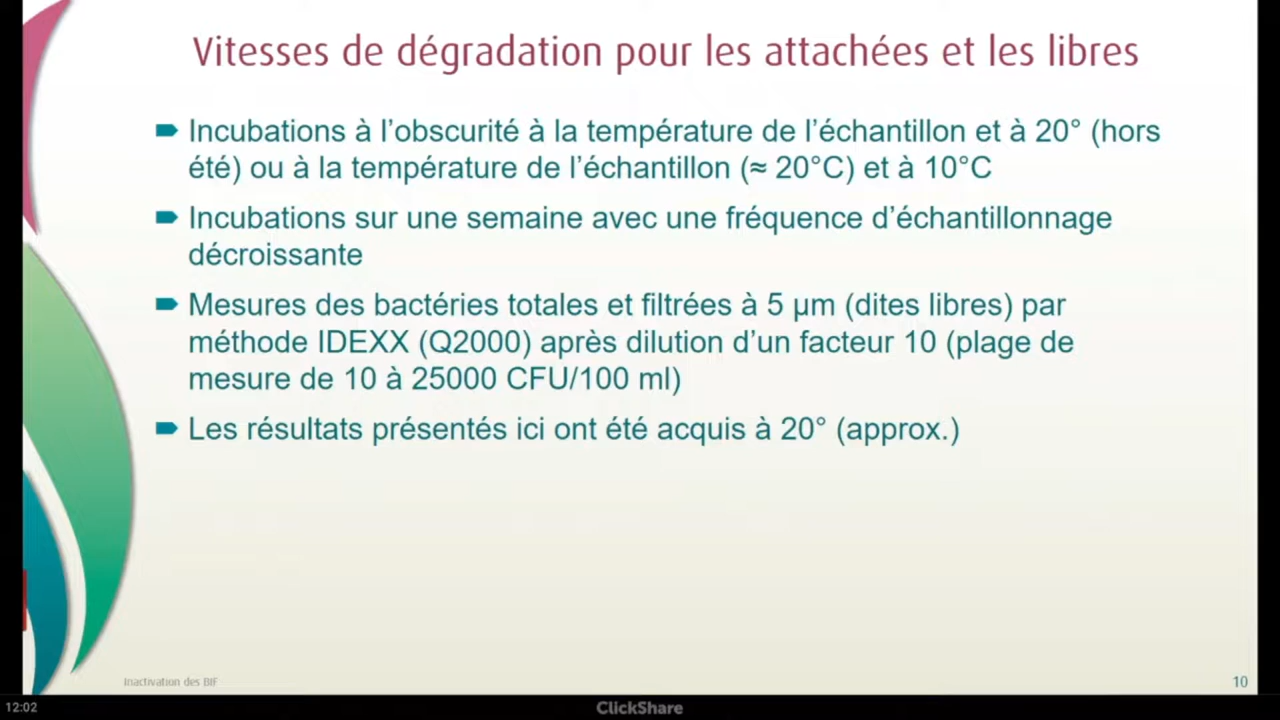 Vitesses de dégradation pour les attachées et les libres
Incubations à l'obscurité à la température de l'échantillon et à 20° (hors
été) ou à la température de l'échantillon (≈ 20°C) et à 10°C
Incubations sur une semaine avec une fréquence d'échantillonnage
décroissante
Mesures des bactéries totales et filtrées à 5 µm (dites libres) par
méthode IDEXX (Q2000) après dilution d'un facteur 10 (plage de
mesure de 10 à 25000 CFU/100 ml)
Les résultats présentés ici ont été acquis à 20° (approx.)
Inactivation des BIF
10
12:02
ClickShare